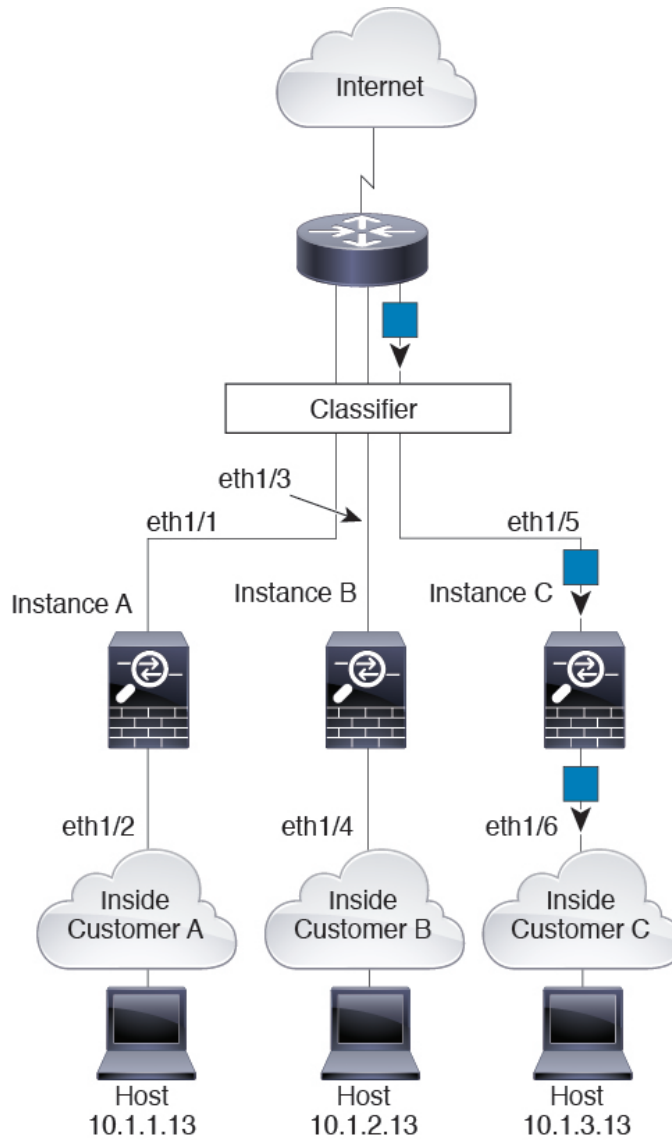 Internet
Classifier
eth1/3
eth1/1
eth1/5
Instance A
Instance B
Instance C
eth1/2
eth1/4
eth1/6
Inside
Customer A
Inside
Customer B
Inside
Customer C
Host
10.1.1.13
Host
10.1.2.13
Host
10.1.3.13